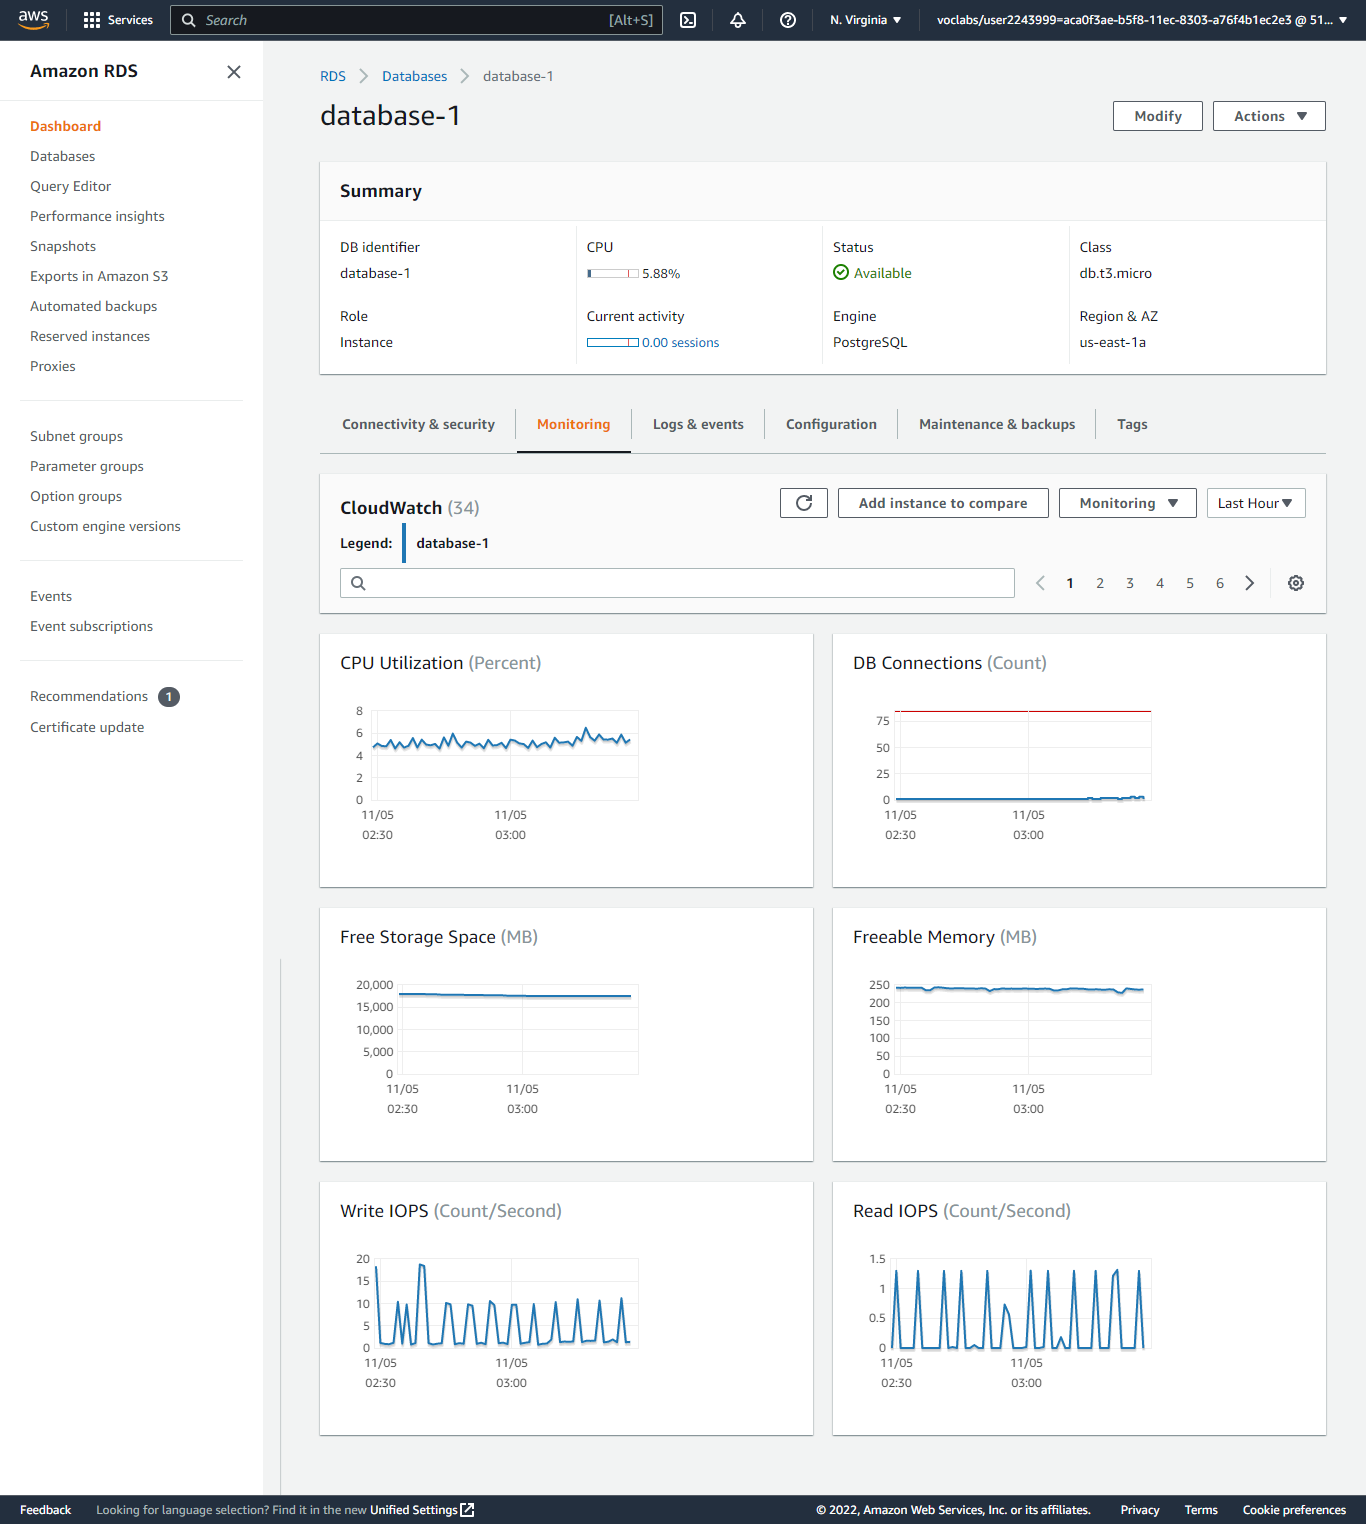 aws Services Search [Alt+S] N. Virginia voclabs/user2243999=aca0f3ae-b5f8-11ec-8303-a76f4b1ec2e3 @ 51...
Amazon RDS
Dashboard
Databases
Query Editor
Performance insights
Snapshots
Exports in Amazon S3
Automated backups
Reserved instances
Proxies
Subnet groups
Parameter groups
Option groups
Custom engine versions
Events
Event subscriptions
Recommendations 1
Certificate update
RDS > Databases > database-1
database-1
Modify Actions
Summary
DB identifier
database-1
CPU
5.88%
Status
Available
Class
db.t3.micro
Role
Instance
Current activity
0.00 sessions
Engine
PostgreSQL
Region & AZ
us-east-1a
Connectivity & security Monitoring Logs & events Configuration Maintenance & backups Tags
CloudWatch (34)
Add instance to compare Monitoring Last Hour
Legend: database-1
1 2 3 4 5 6
CPU Utilization (Percent)
8
6
4
2
0
11/05 11/05
02:30 03:00
DB Connections (Count)
75
50
25
0
11/05 11/05
02:30 03:00
Free Storage Space (MB)
20,000
15,000
10,000
5,000
0
11/05 11/05
02:30 03:00
Freeable Memory (MB)
250
200
150
100
50
0
11/05 11/05
02:30 03:00
Write IOPS (Count/Second)
20
15
10
5
0
11/05 11/05
02:30 03:00
Read IOPS (Count/Second)
1.5
1
0.5
0
11/05 11/05
02:30 03:00
Feedback Looking for language selection? Find it in the new Unified Settings © 2022, Amazon Web Services, Inc. or its affiliates. Privacy Terms Cookie preferences